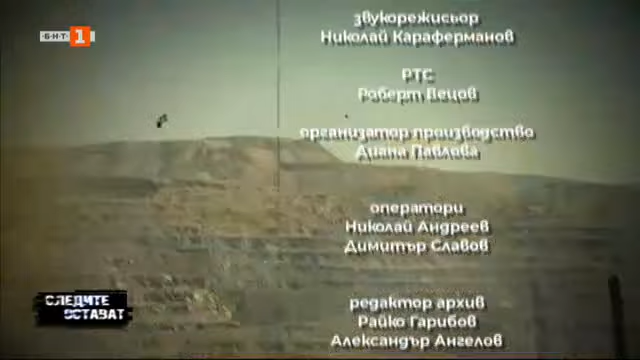 БНТ 1
звукорежисьор
Николай Караферманов
РТС
Роберт Вецов
организатор производство
Диана Павлова
оператори
Николай Андреев
Димитър Славов
СЛЕДИТЕ
ОСТАВАТ
редактор архив
Райко Гарибов
Александър Ангелов